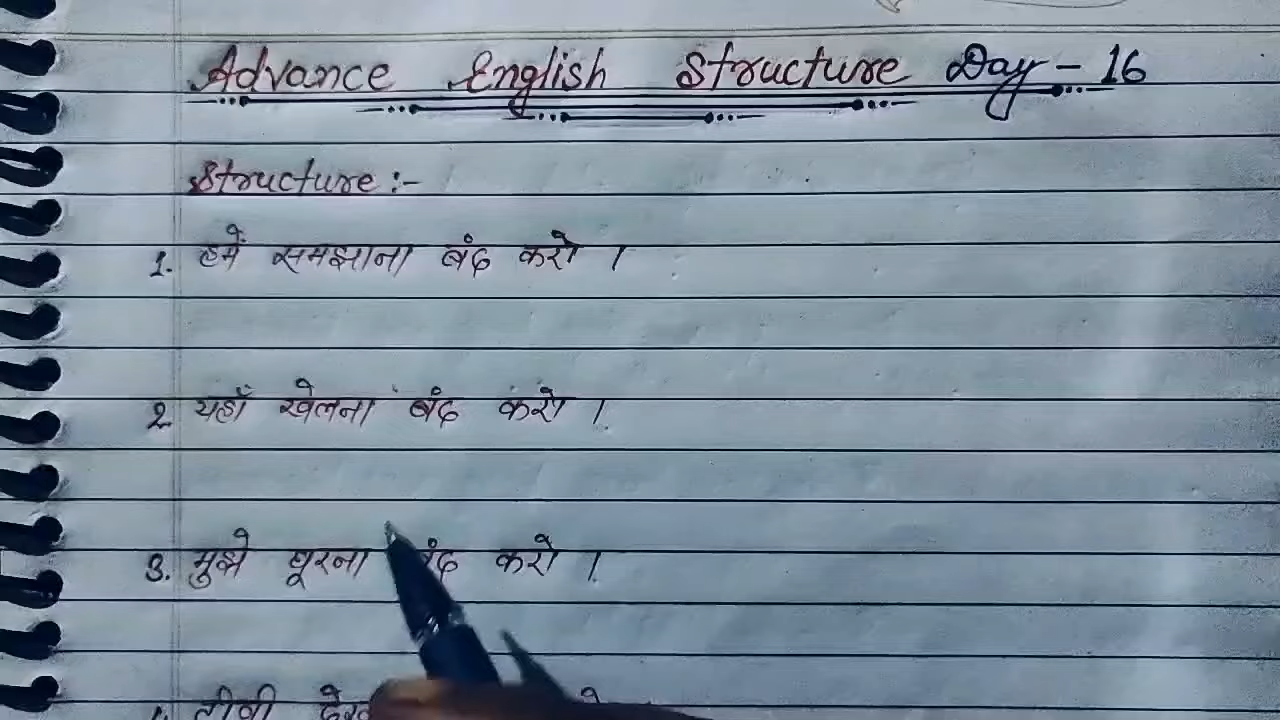 Advance English Structure Day - 16
Structure :-
1. हमें समझाना बंद करो ।
2. यहाँ खेलना बंद करो ।
3. मुझे घूरना बंद करो ।
टीवी